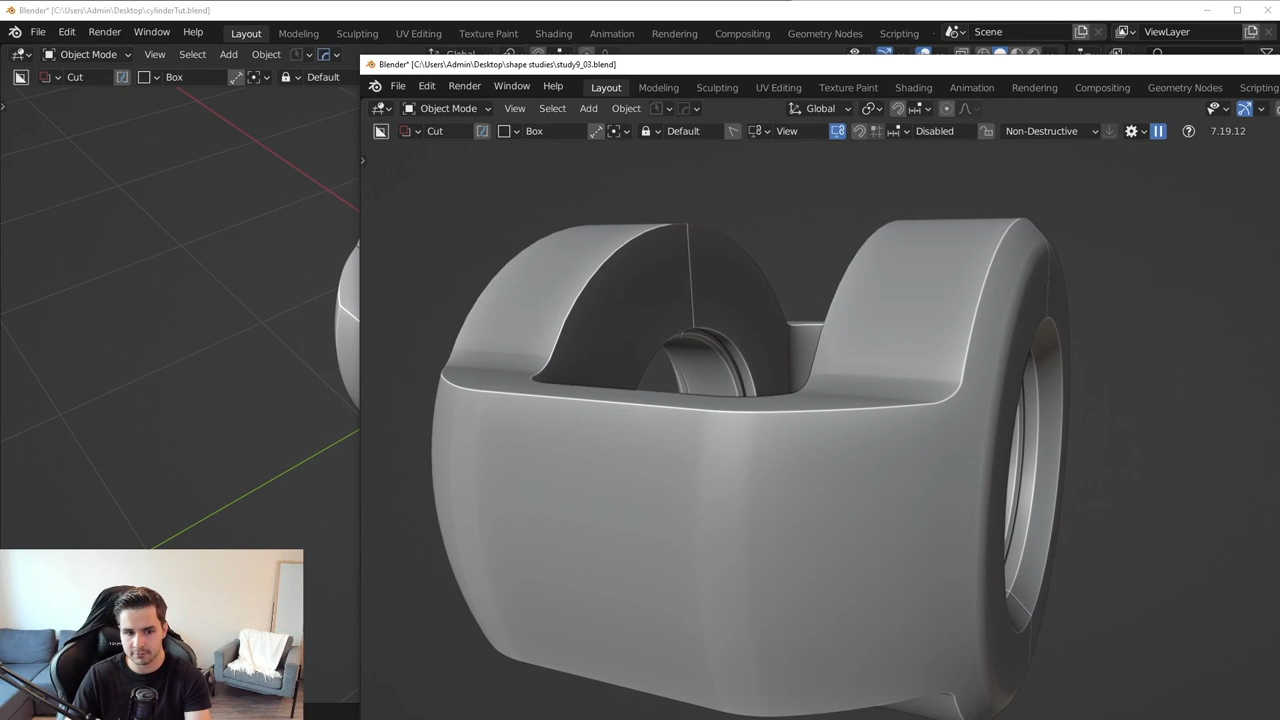 Blender* [C:\Users\Admin\Desktop\cylinderTut.blend]
File Edit Render Window Help Layout Modeling Sculpting UV Editing Texture Paint Shading Animation Rendering Compositing Geometry Nodes Scripting Scene ViewLayer
Object Mode View Select Add Object Global
Cut Box Default
Blender* [C:\Users\Admin\Desktop\shape studies\study9_03.blend]
File Edit Render Window Help Layout Modeling Sculpting UV Editing Texture Paint Shading Animation Rendering Compositing Geometry Nodes Scripting
Object Mode View Select Add Object Global
Cut Box Default View Disabled Non-Destructive 7.19.12